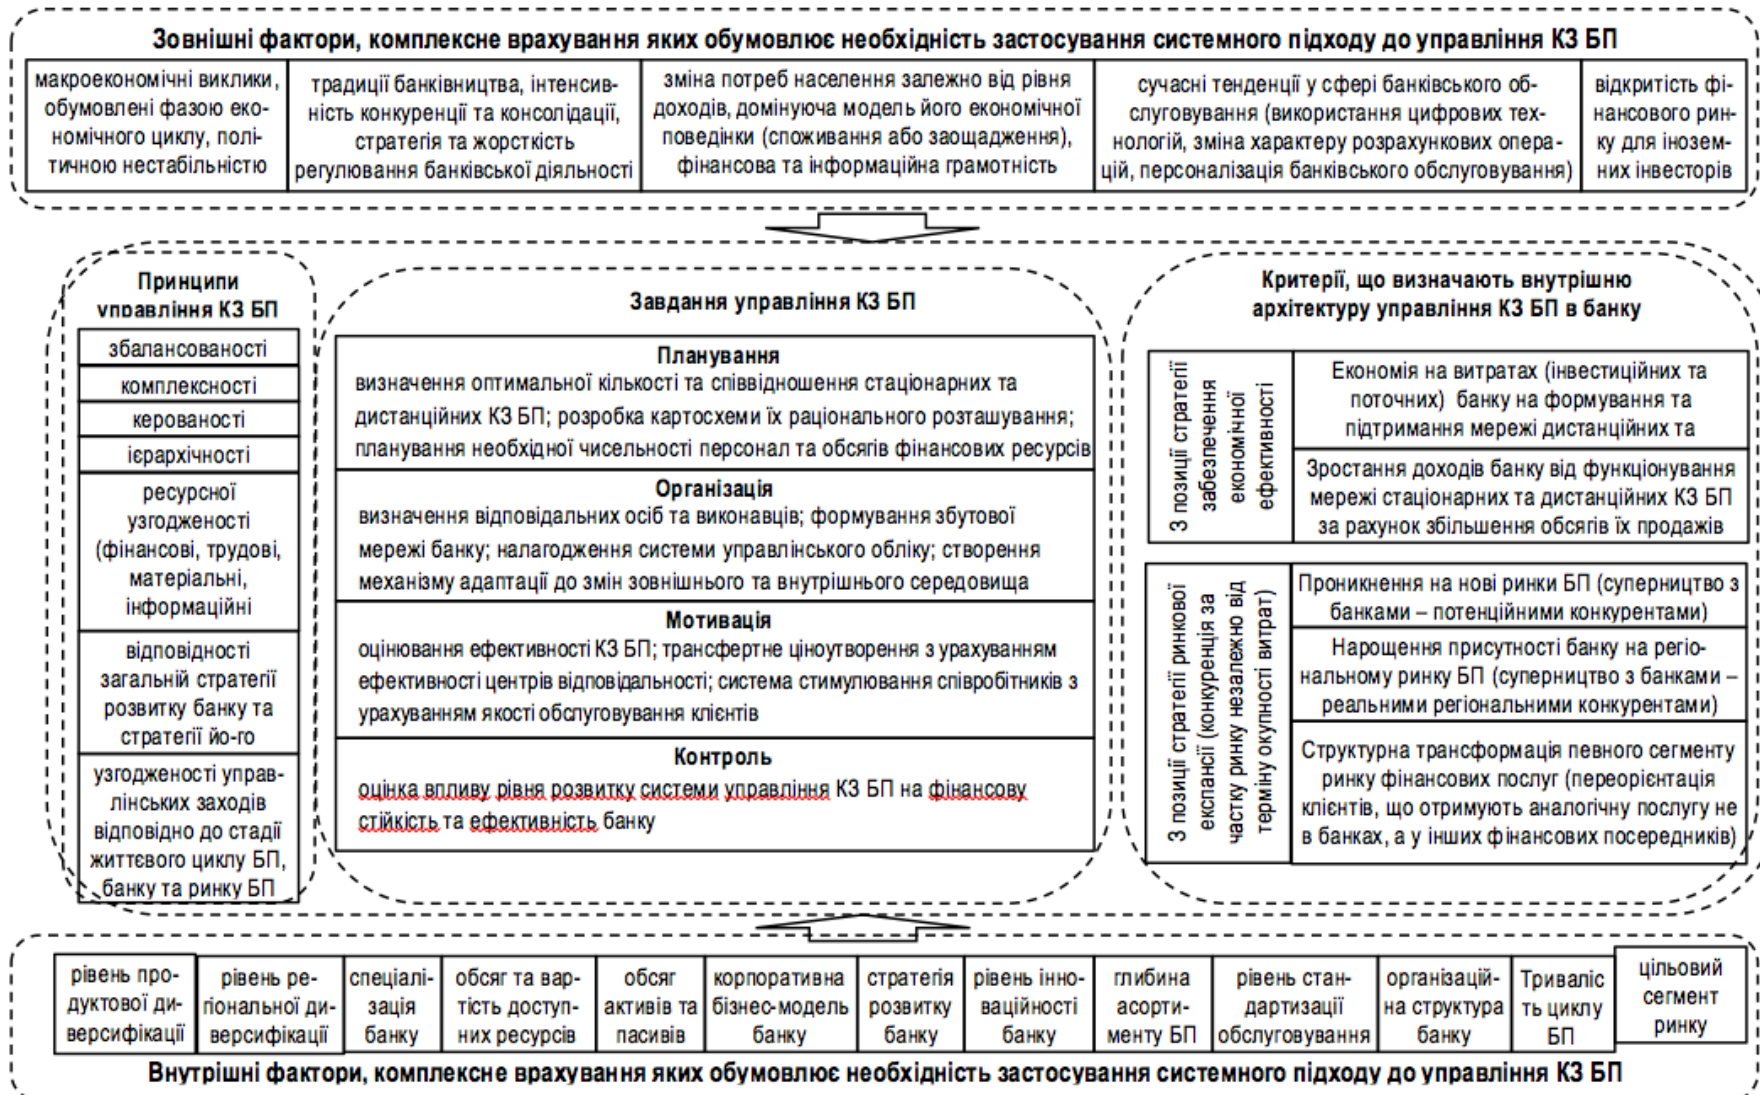 Зовнішні фактори, комплексне врахування яких обумовлює необхідність застосування системного підходу до управління КЗ БП
макроекономічні виклики,
обумовлені фазою еко-
номічного циклу, полі-
тичною нестабільністю
традиції банківництва, інтенсив-
ність конкуренції та консолідації,
стратегія та жорсткість
регулювання банківської діяльності
зміна потреб населення залежно від рівня
доходів, домінуюча модель його економічної
поведінки (споживання або заощадження),
фінансова та інформаційна грамотність
сучасні тенденції у сфері банківського об-
слуговування (використання цифрових тех-
нологій, зміна характеру розрахункових опера-
цій, персоналізація банківського обслуговування)
відкритість фі-
нансового рин-
ку для інозем-
них інвесторів
Принципи
управління КЗ БП
збалансованості
комплексності
керованості
ієрархічності
ресурсної
узгодженості
(фінансові, трудові,
матеріальні,
інформаційні
відповідності
загальній стратегії
розвитку банку та
стратегії йо-го
узгодженості управ-
лінських заходів
відповідно до стадії
життєвого циклу БП,
банку та ринку БП
Завдання управління КЗ БП
Планування
визначення оптимальної кількості та співвідношення стаціонарних та
дистанційних КЗ БП; розробка картосхеми їх раціонального розташування;
планування необхідної чисельності персонал та обсягів фінансових ресурсів
Організація
визначення відповідальних осіб та виконавців; формування збутової
мережі банку; налагодження системи управлінського обліку; створення
механізму адаптації до змін зовнішнього та внутрішнього середовища
Мотивація
оцінювання ефективності КЗ БП; трансфертне ціноутворення з урахуванням
ефективності центрів відповідальності; система стимулювання співробітників з
урахуванням якості обслуговування клієнтів
Контроль
оцінка впливу рівня розвитку системи управління КЗ БП на фінансову
стійкість та ефективність банку
Критерії, що визначають внутрішню
архітектуру управління КЗ БП в банку
З позиції стратегії
забезпечення
економічної
ефективності
Економія на витратах (інвестиційних та
поточних) банку на формування та
підтримання мережі дистанційних та
Зростання доходів банку від функціонування
мережі стаціонарних та дистанційних КЗ БП
за рахунок збільшення обсягів їх продажів
З позиції стратегії ринкової
експансії (конкуренція за
частку ринку незалежно від
терміну окупності витрат)
Проникнення на нові ринки БП (суперництво з
банками – потенційними конкурентами)
Нарощення присутності банку на регіо-
нальному ринку БП (суперництво з банками –
реальними регіональними конкурентами)
Структурна трансформація певного сегменту
ринку фінансових послуг (переорієнтація
клієнтів, що отримують аналогічну послугу не
в банках, а у інших фінансових посередників)
рівень про-
дуктової ди-
версифікації
рівень ре-
гіональної ди-
версифікації
спеціалі-
зація
банку
обсяг та вар-
тість доступ-
них ресурсів
обсяг
активів та
пасивів
корпоративна
бізнес-модель
банку
стратегія
розвитку
банку
рівень інно-
ваційності
банку
глибина
асорти-
менту БП
рівень стан-
дартизації
обслуговування
організацій-
на структура
банку
Триваліс
ть циклу
БП
цільовий
сегмент
ринку
Внутрішні фактори, комплексне врахування яких обумовлює необхідність застосування системного підходу до управління КЗ БП